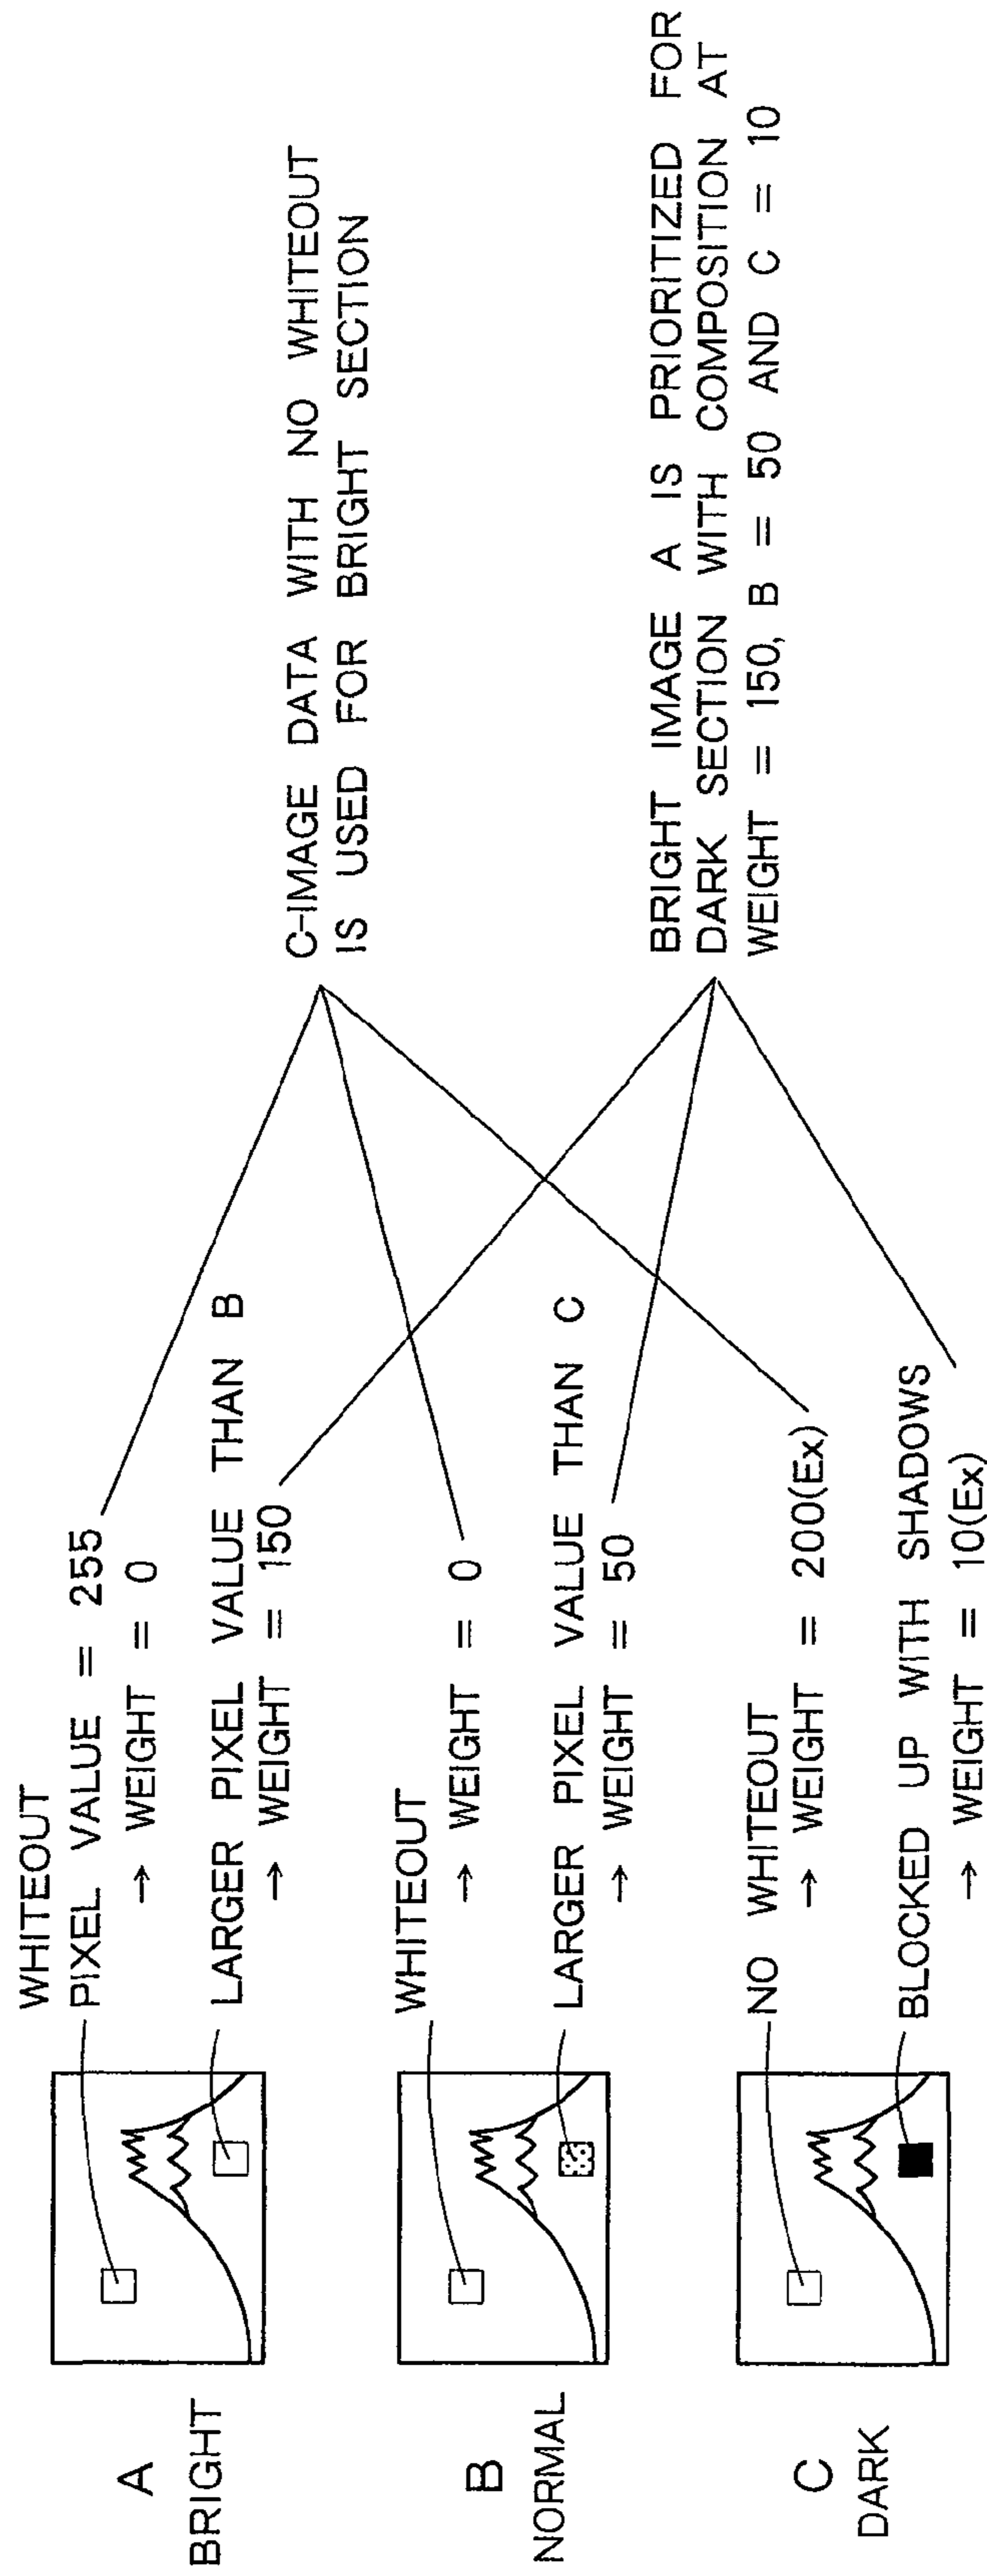 A
BRIGHT
WHITEOUT
PIXEL VALUE = 255
→ WEIGHT = 0
LARGER PIXEL VALUE THAN B
→ WEIGHT = 150
B
NORMAL
WHITEOUT
→ WEIGHT = 0
LARGER PIXEL VALUE THAN C
→ WEIGHT = 50
C
DARK
NO WHITEOUT
→ WEIGHT = 200(Ex)
BLOCKED UP WITH SHADOWS
→ WEIGHT = 10(Ex)
C-IMAGE DATA WITH NO WHITEOUT
IS USED FOR BRIGHT SECTION
BRIGHT IMAGE A IS PRIORITIZED FOR
DARK SECTION WITH COMPOSITION AT
WEIGHT = 150, B = 50 AND C = 10